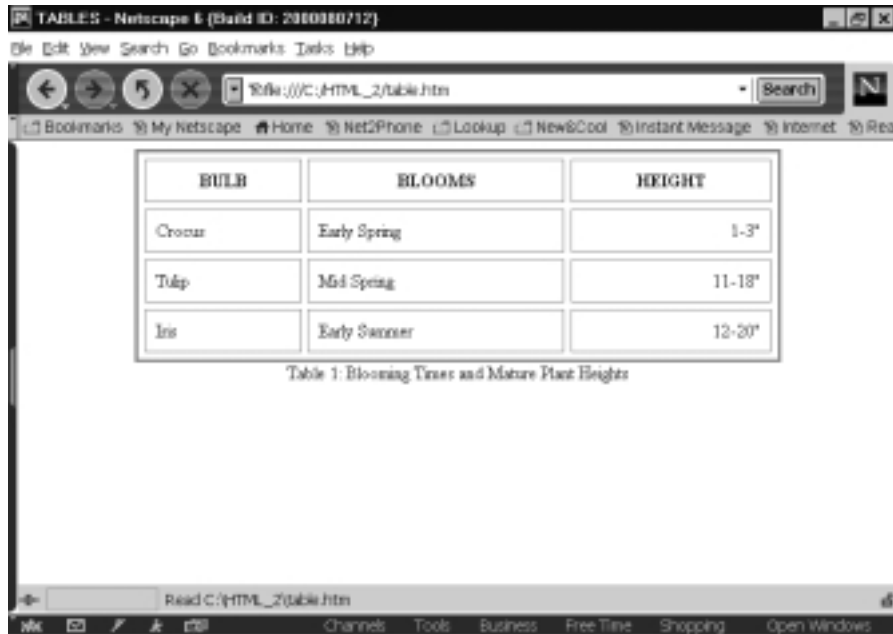 TABLES - Netscape 6 {Build ID: 2000080712}
File Edit View Search Go Bookmarks Tasks Help
file:///C:/HTML_2/table.htm Search N
Bookmarks My Netscape Home Net2Phone Lookup New&Cool Instant Message Internet Rea
BULB BLOOMS HEIGHT
Crocus Early Spring 1-3"
Tulip Mid Spring 11-18"
Iris Early Summer 12-20"
Table 1: Blooming Times and Mature Plant Heights
Read C:\HTML_2\table.htm
Channels Tools Business Free Time Shopping Open Windows